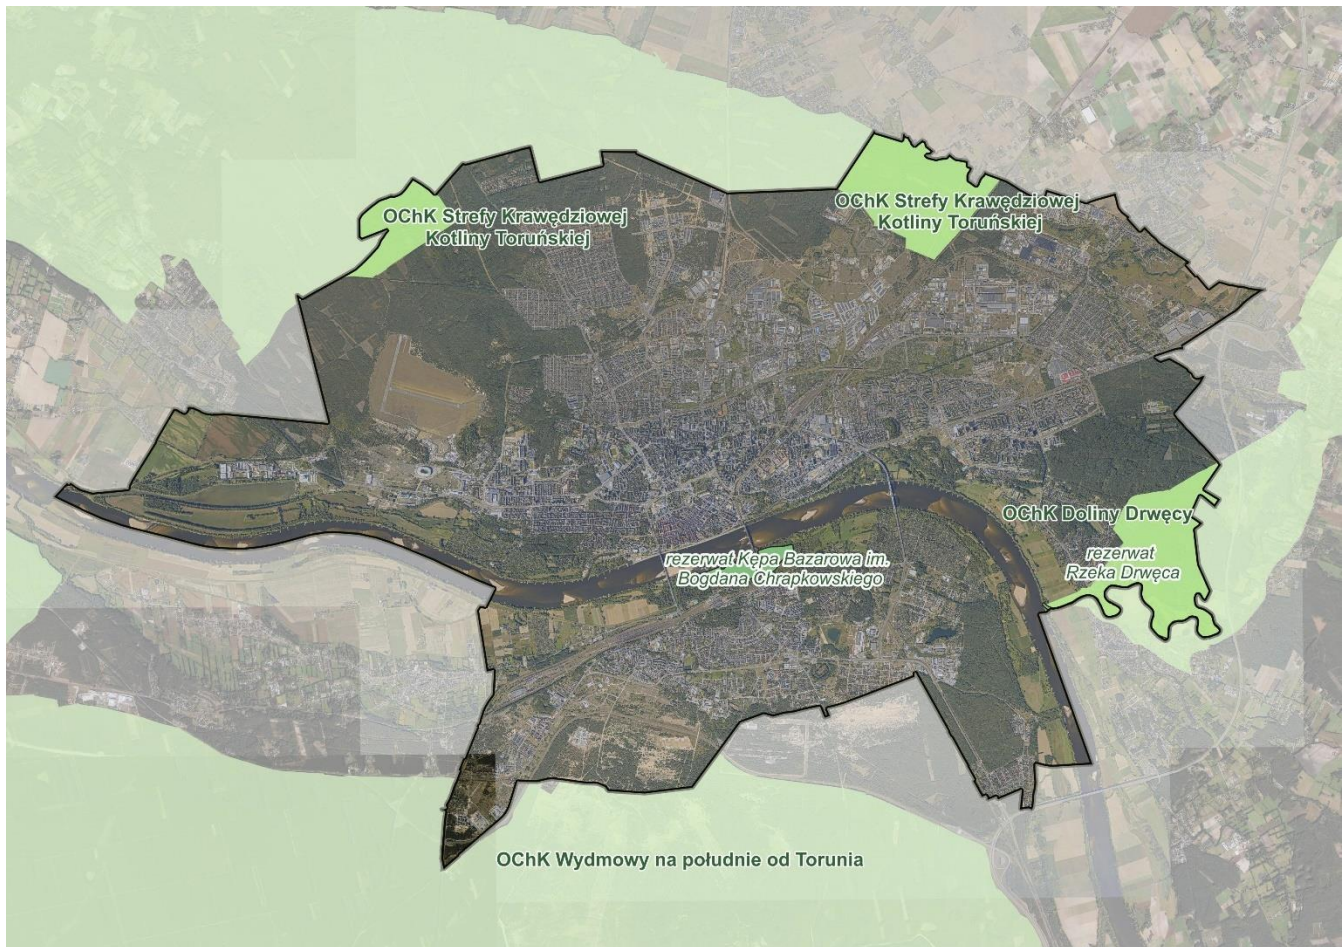 OChK Strefy Krawędziowej
Kotliny Toruńskiej
OChK Strefy Krawędziowej
Kotliny Toruńskiej
OChK Doliny Drwęcy
rezerwat
Rzeka Drwęca
rezerwat Kępa Bazarowa im.
Bogdana Chrapkowskiego
OChK Wydmowy na południe od Torunia